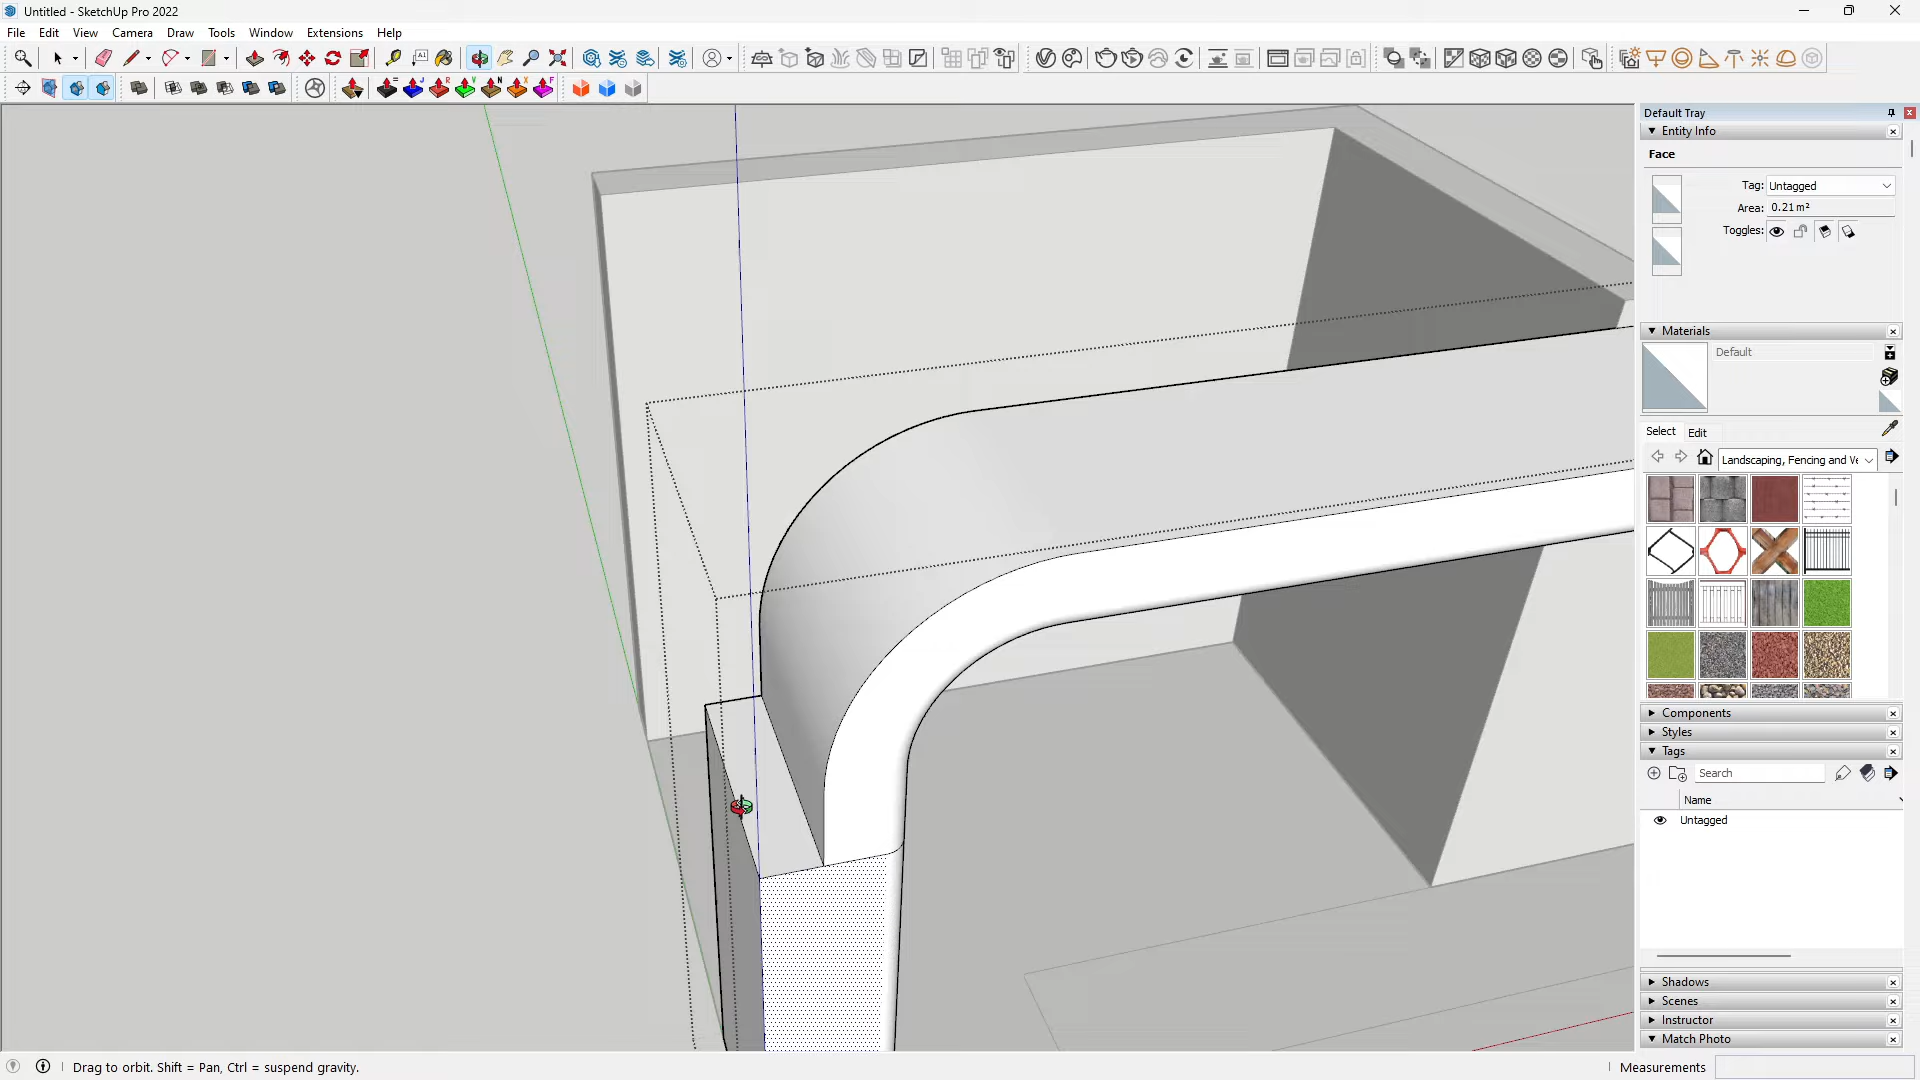 Untitled - SketchUp Pro 2022
File Edit View Camera Draw Tools Window Extensions Help
Default Tray
Entity Info
Face
Tag: Untagged
Area: 0.21 m²
Toggles:
Materials
Default
Select Edit
Landscaping, Fencing and Ve
Components
Styles
Tags
Search
Name
Untagged
Shadows
Scenes
Instructor
Match Photo
Drag to orbit. Shift = Pan, Ctrl = suspend gravity.
Measurements